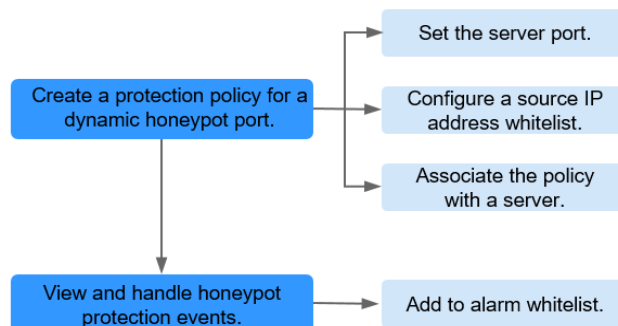 Set the server port.
Create a protection policy for a
dynamic honeypot port.
Configure a source IP
address whitelist.
Associate the policy
with a server.
View and handle honeypot
protection events.
Add to alarm whitelist.